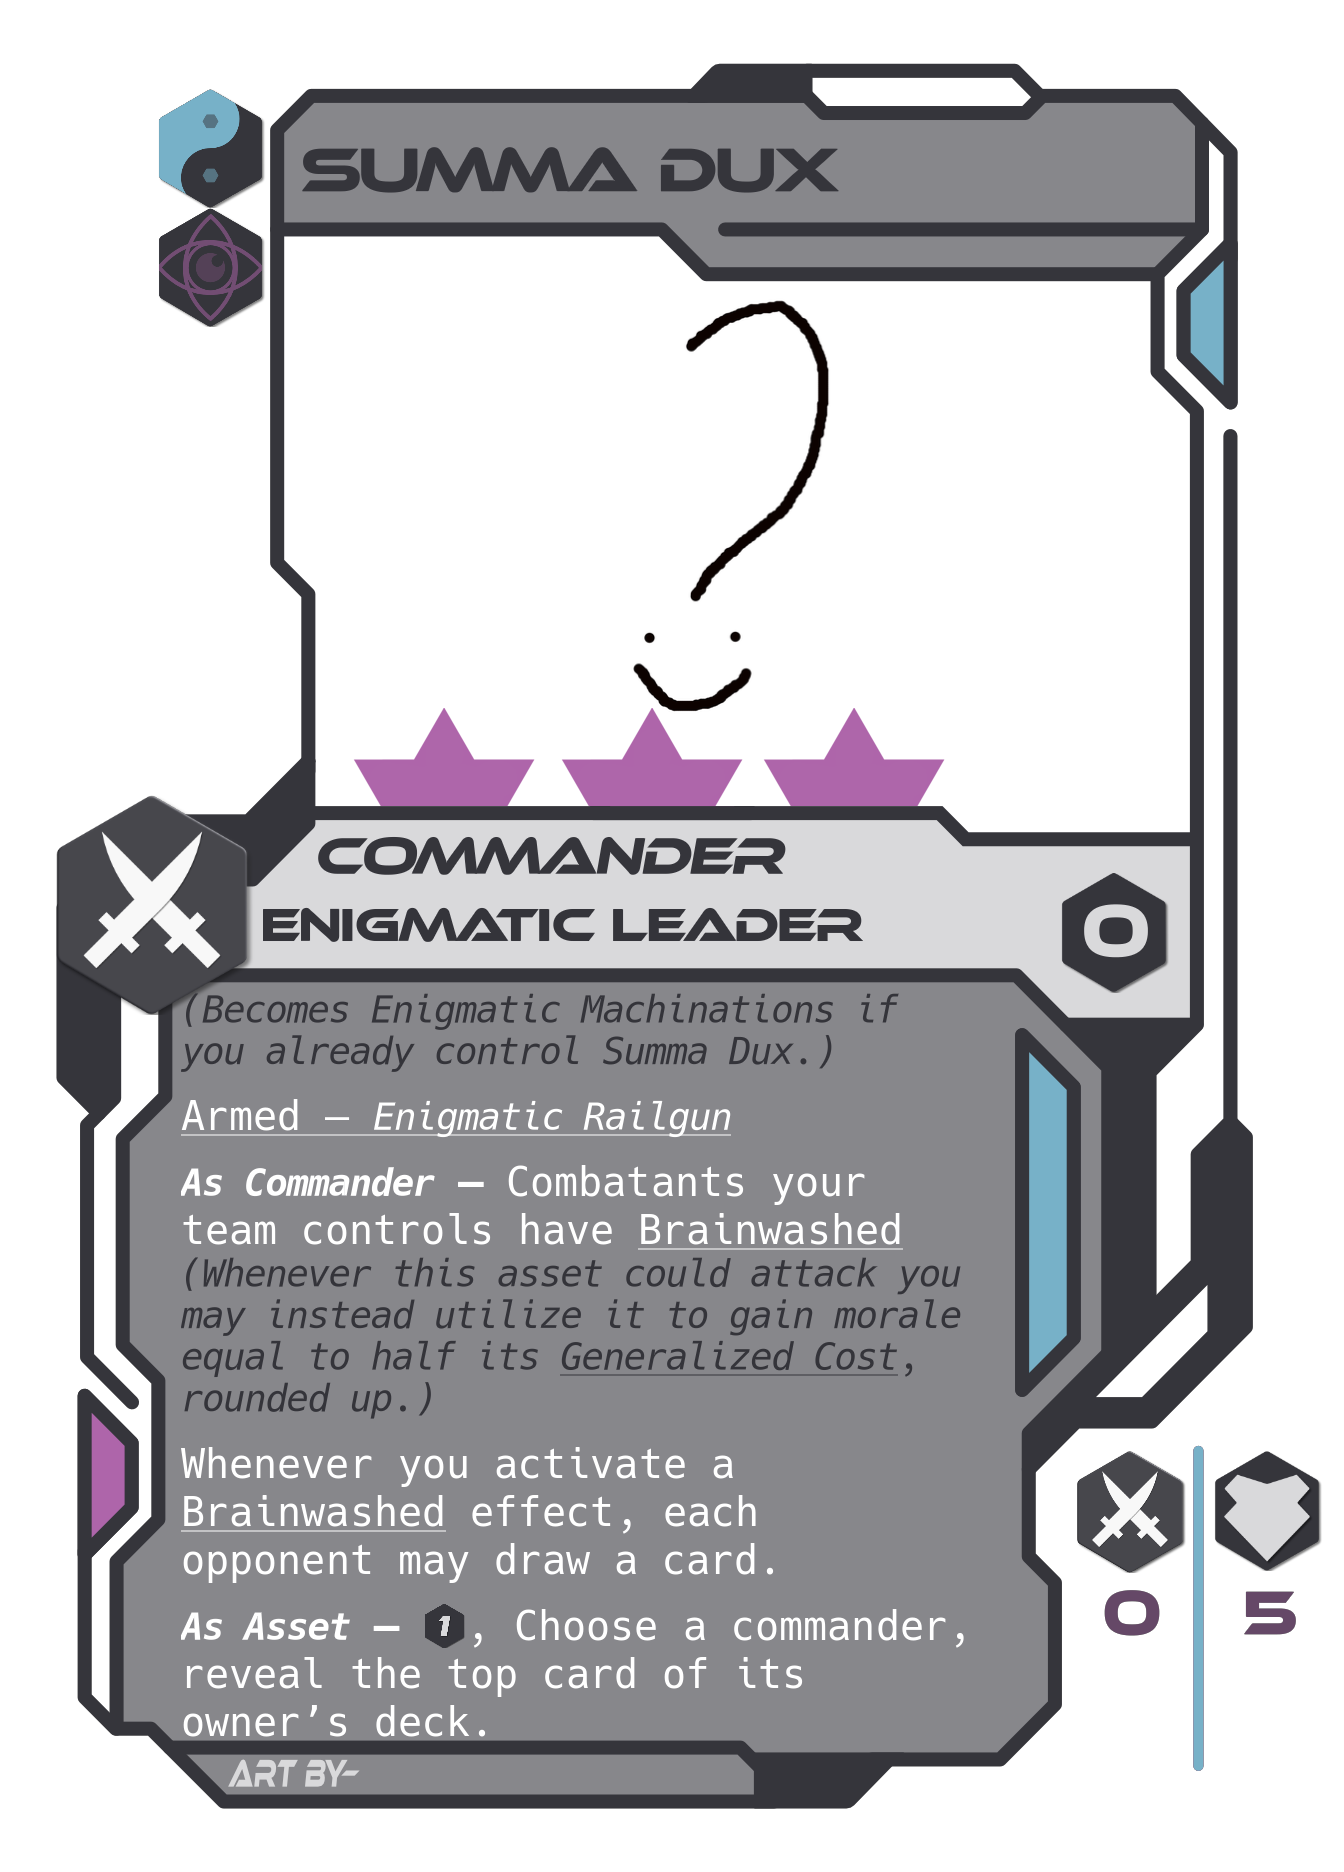 SUMMA DUX
COMMANDER
ENIGMATIC LEADER
0
(Becomes Enigmatic Machinations if
you already control Summa Dux.)
Armed – Enigmatic Railgun
As Commander – Combatants your
team controls have Brainwashed
(Whenever this asset could attack you
may instead utilize it to gain morale
equal to half its Generalized Cost,
rounded up.)
Whenever you activate a
Brainwashed effect, each
opponent may draw a card.
As Asset – 1, Choose a commander,
reveal the top card of its
owner’s deck.
0 5
ART BY-